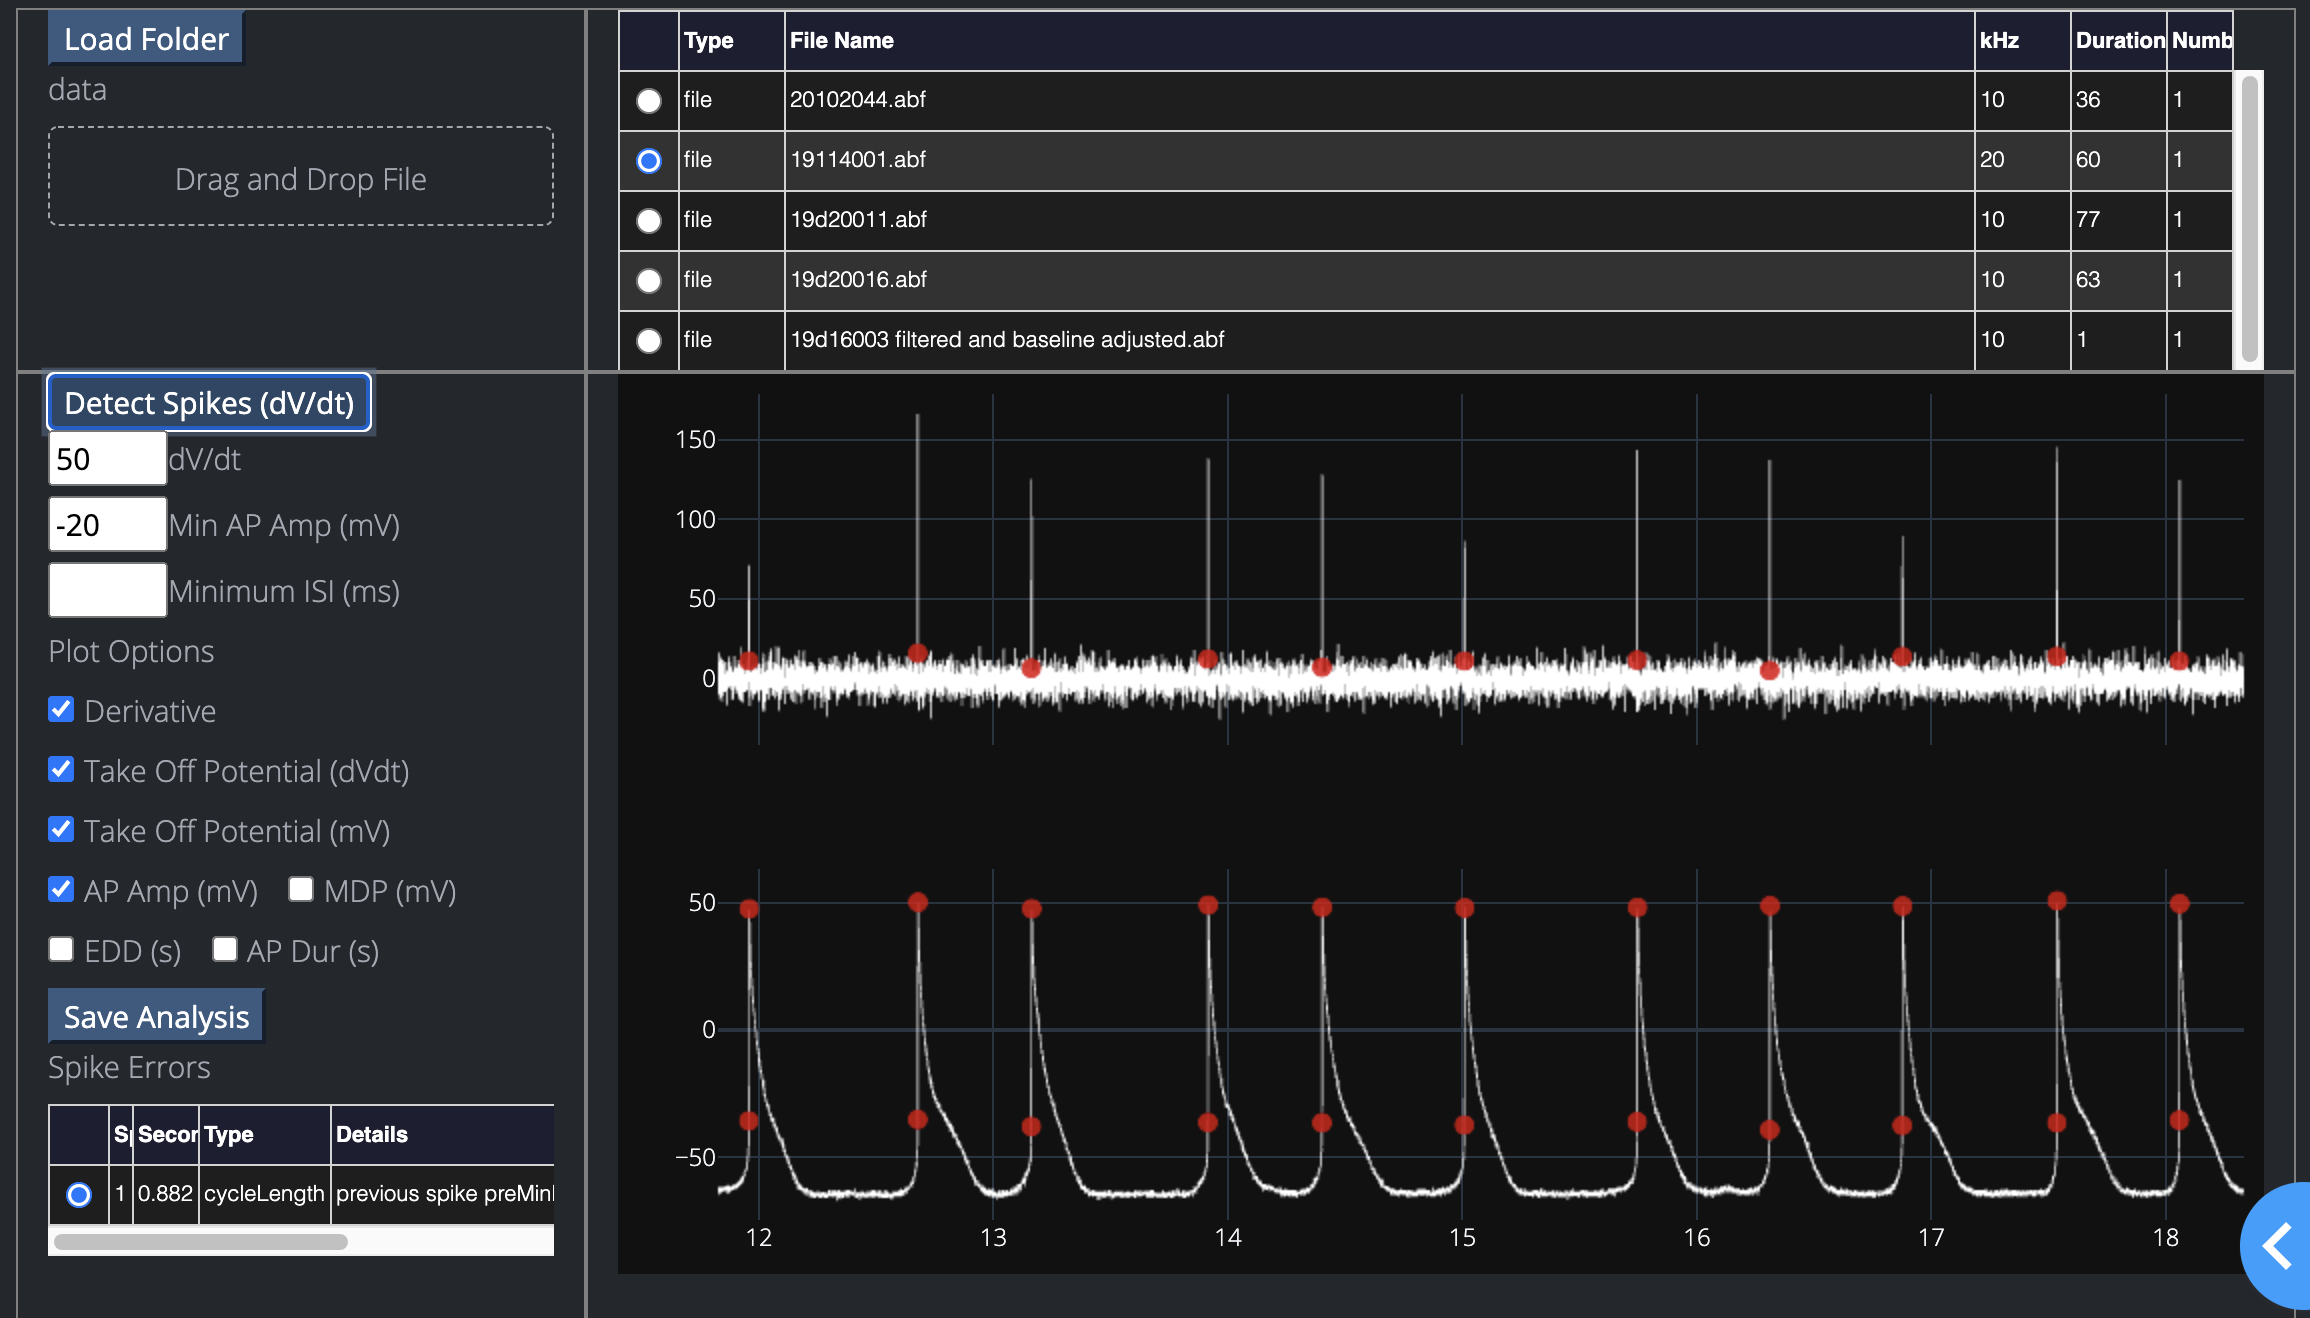 Load Folder
data
Drag and Drop File
Type File Name kHz Duration Numb
file 20102044.abf 10 36 1
file 19114001.abf 20 60 1
file 19d20011.abf 10 77 1
file 19d20016.abf 10 63 1
file 19d16003 filtered and baseline adjusted.abf 10 1 1
Detect Spikes (dV/dt)
50 dV/dt
-20 Min AP Amp (mV)
Minimum ISI (ms)
Plot Options
Derivative
Take Off Potential (dVdt)
Take Off Potential (mV)
AP Amp (mV) MDP (mV)
EDD (s) AP Dur (s)
Save Analysis
Spike Errors
Secor Type Details
1 0.882 cycleLength previous spike preMin
150
100
50
0
50
0
−50
12 13 14 15 16 17 18